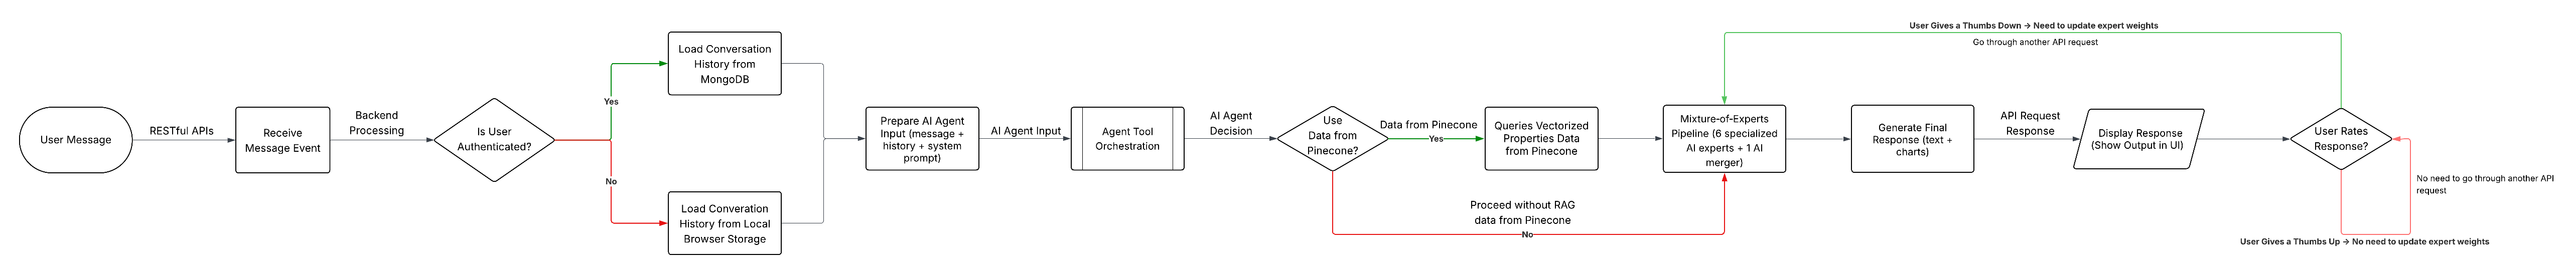 User Message
RESTful APIs
Receive
Message Event
Backend
Processing
Is User
Authenticated?
Yes
No
Load Conversation
History from
MongoDB
Load Converation
History from Local
Browser Storage
Prepare AI Agent
Input (message +
history + system
prompt)
AI Agent Input
Agent Tool
Orchestration
AI Agent
Decision
Use
Data from
Pinecone?
Data from Pinecone
Yes
Queries Vectorized
Properties Data
from Pinecone
Proceed without RAG
data from Pinecone
No
Mixture-of-Experts
Pipeline (6 specialized
AI experts + 1 AI
merger)
Generate Final
Response (text +
charts)
API Request
Response
Display Response
(Show Output in UI)
User Rates
Response?
User Gives a Thumbs Down → Need to update expert weights
Go through another API request
No need to go through another API
request
User Gives a Thumbs Up → No need to update expert weights